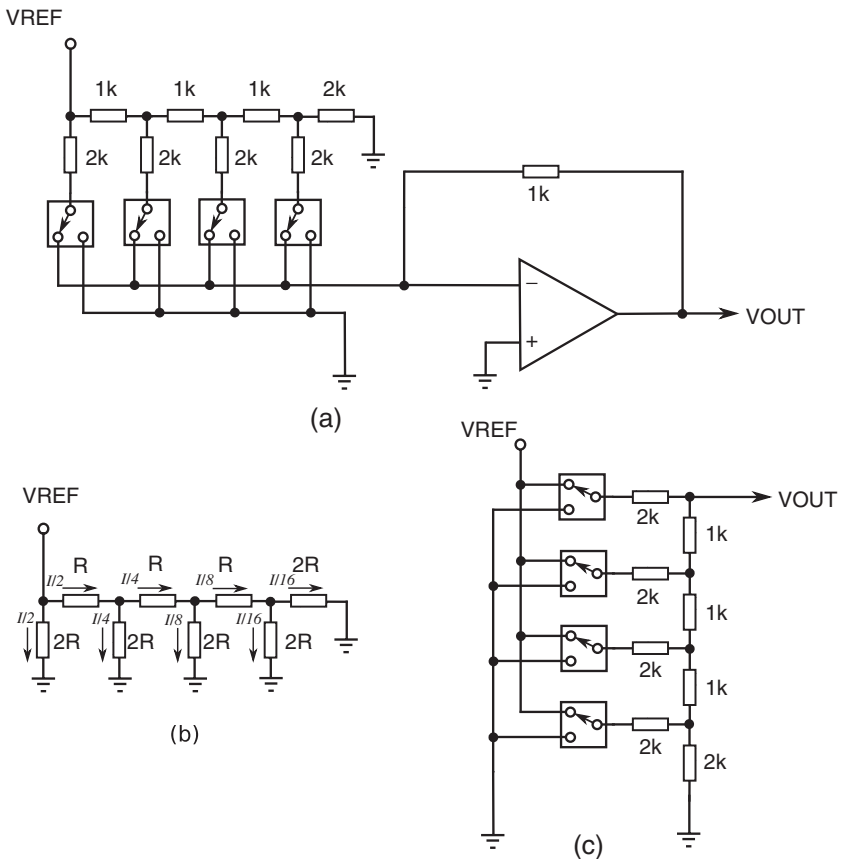 VREF
1k 1k 1k 2k
2k 2k 2k 2k
1k
−
+
VOUT
(a)
VREF
R R R 2R
I/2 I/4 I/8 I/16
I/2 I/4 I/8 I/16
2R 2R 2R 2R
(b)
VREF
VOUT
2k
1k
2k
1k
2k
1k
2k
2k
(c)